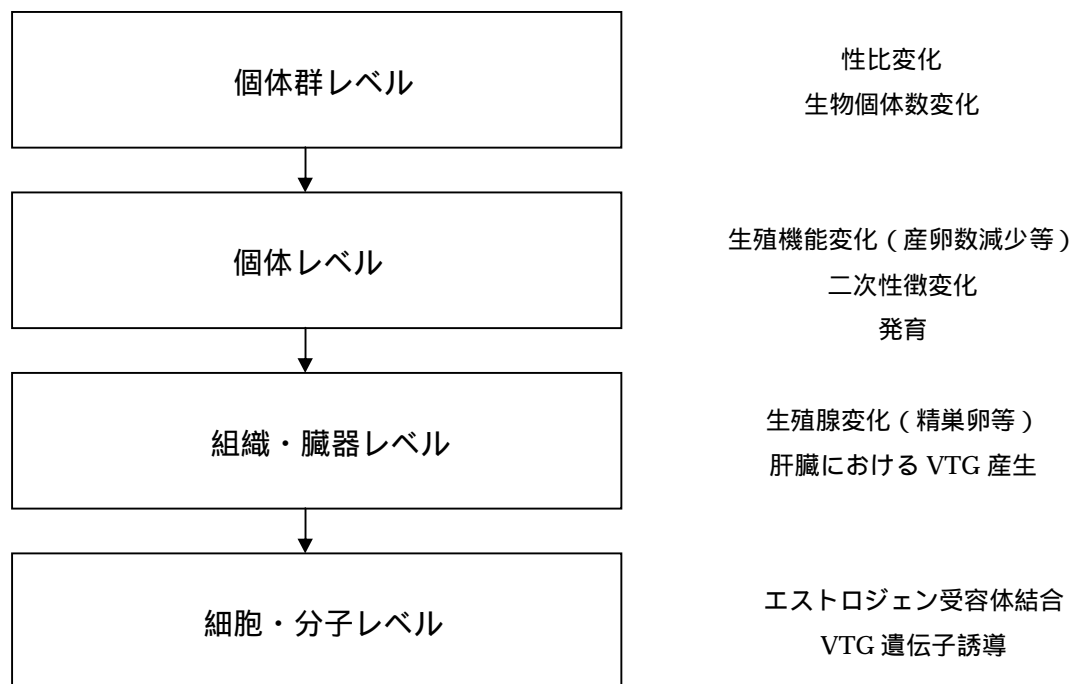 個体群レベル
性比変化
生物個体数変化
個体レベル
生殖機能変化(産卵数減少等)
二次性徴変化
発育
組織・臓器レベル
生殖腺変化(精巣卵等)
肝臓における VTG 産生
細胞・分子レベル
エストロジェン受容体結合
VTG 遺伝子誘導